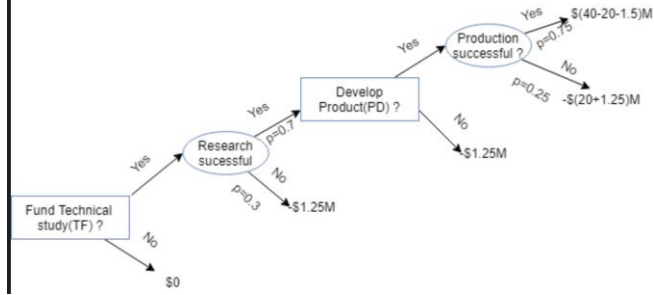 Yes
$(40-20-1.5)M
Production
successful ?
p=0.75
Yes
No
p=0.25
-$(20+1.25)M
Develop
Product(PD) ?
Yes
No
-$1.25M
p=0.7
Research
sucessful
Yes
No
p=0.3
-$1.25M
Fund Technical
study(TF) ?
No
$0